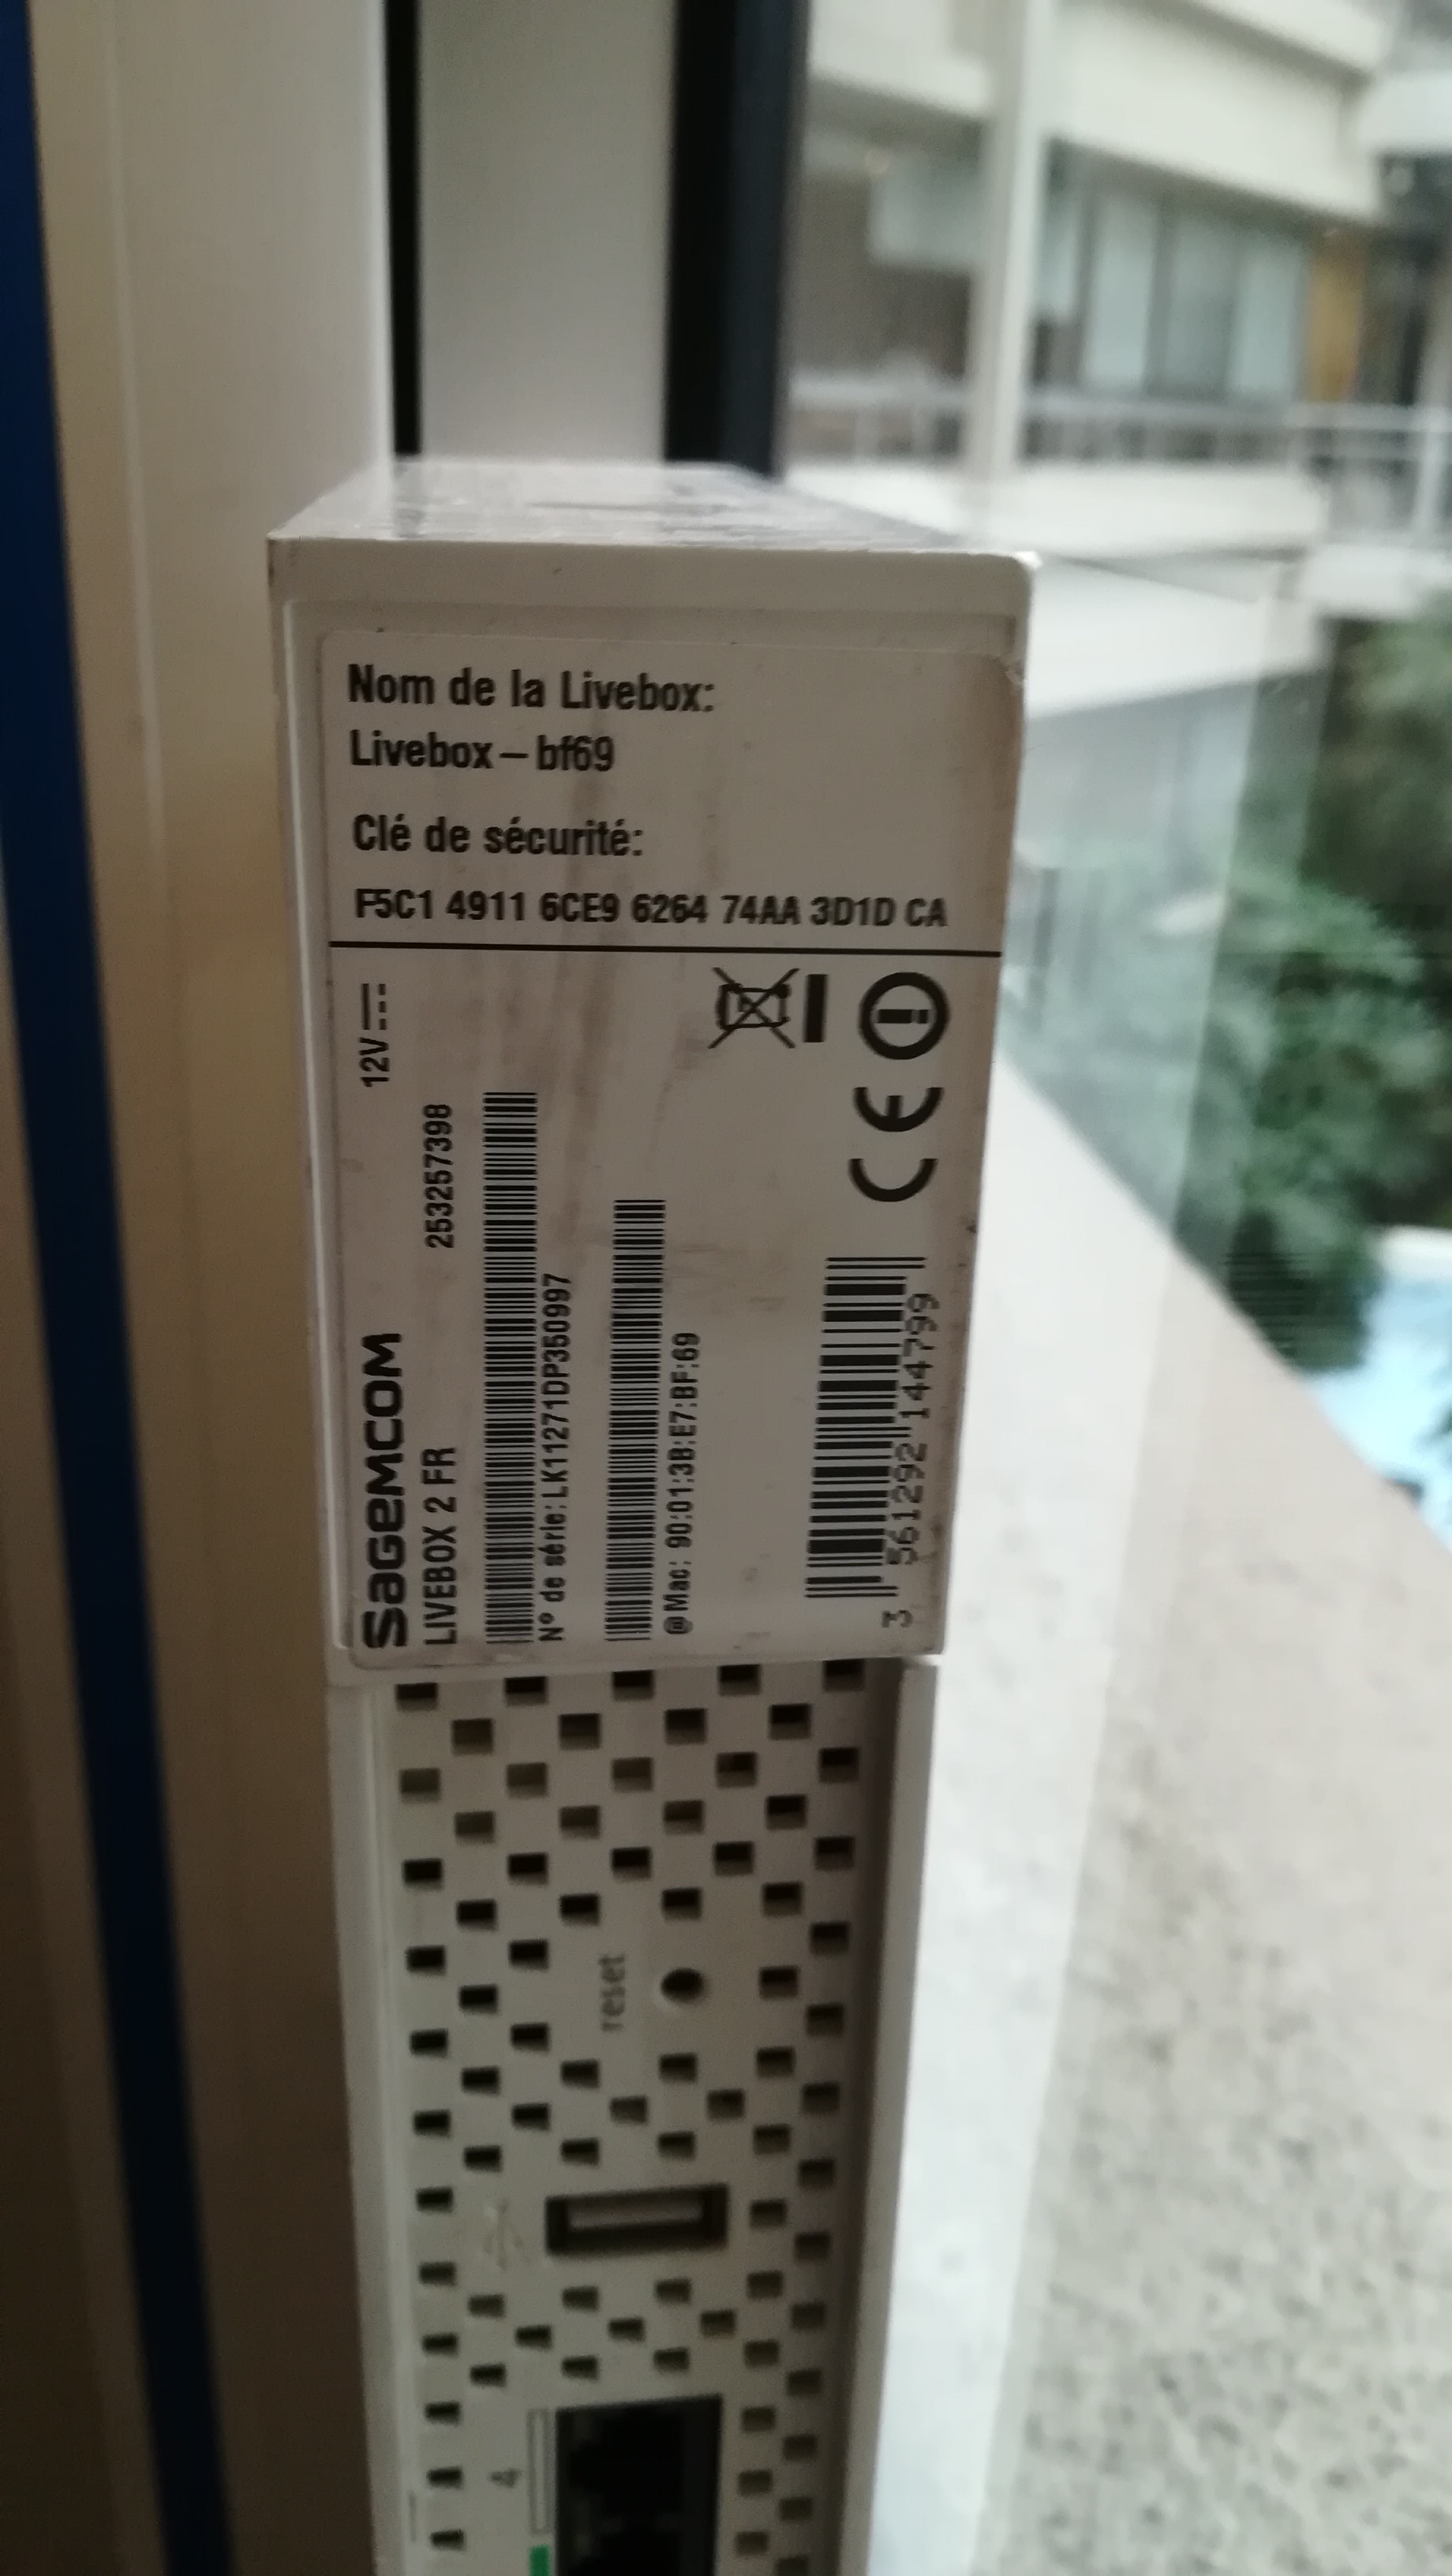 Nom de la Livebox:
Livebox – bf69
Clé de sécurité:
F5C1 4911 6CE9 6264 74AA 3D1D CA
sagemcom 12V
LIVEBOX 2 FR 253257398
N° de série: LK11271DP350997
@Mac: 90:01:3B:E7:BF:69
3 561292 144799
CE
reset
4